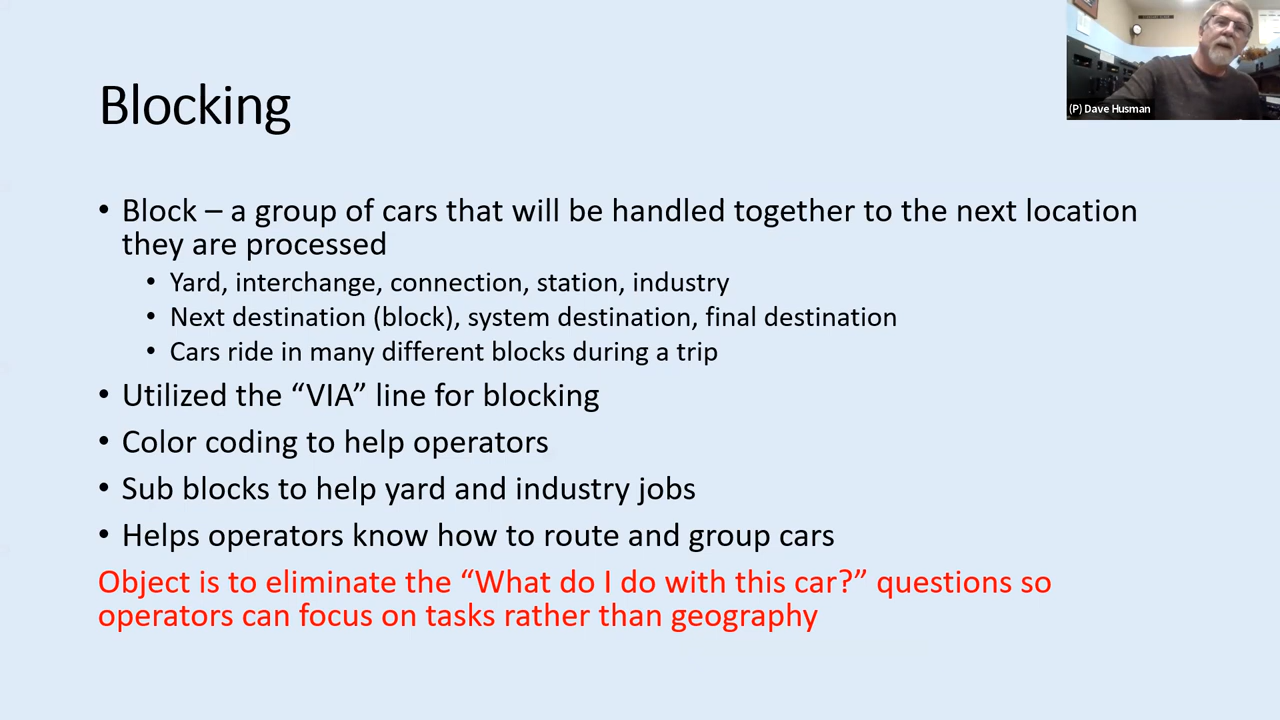 Blocking
• Block – a group of cars that will be handled together to the next location
they are processed
• Yard, interchange, connection, station, industry
• Next destination (block), system destination, final destination
• Cars ride in many different blocks during a trip
• Utilized the “VIA” line for blocking
• Color coding to help operators
• Sub blocks to help yard and industry jobs
• Helps operators know how to route and group cars
Object is to eliminate the “What do I do with this car?” questions so
operators can focus on tasks rather than geography
(P) Dave Husman